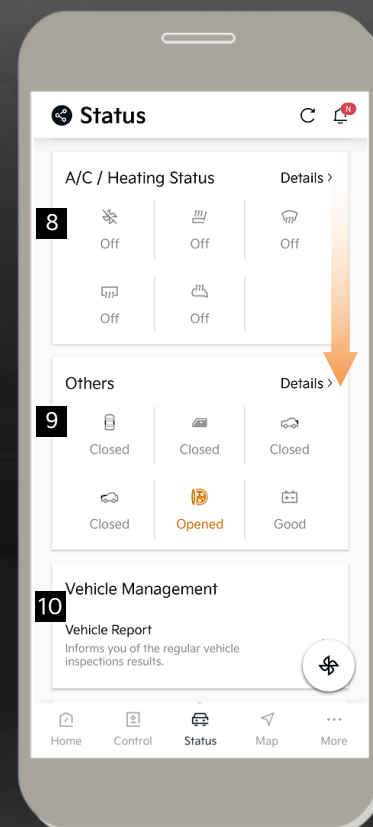 Status
N
A/C / Heating Status Details >
8
Off Off Off
Off Off
Others Details >
9
Closed Closed Closed
Closed Opened Good
Vehicle Management
10
Vehicle Report
Informs you of the regular vehicle
inspections results.
Home Control Status Map More